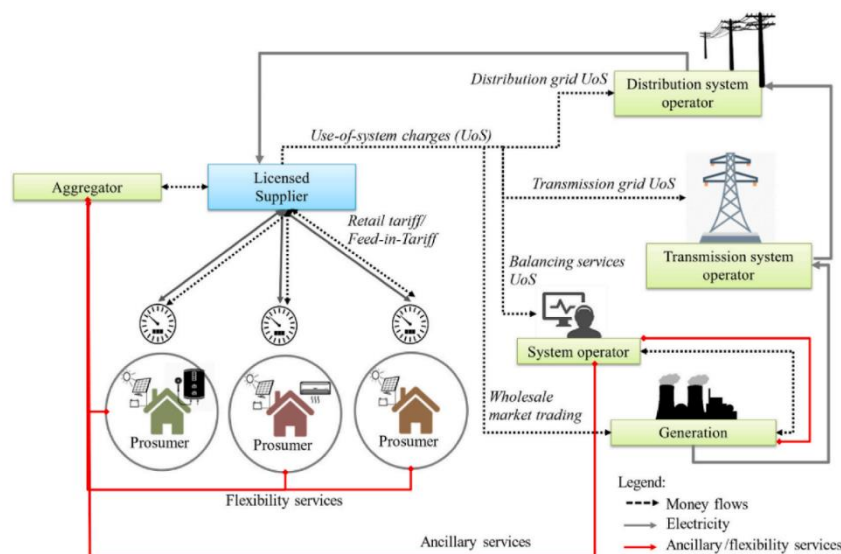 Distribution grid UoS
Distribution system
operator
Use-of-system charges (UoS)
Aggregator
Licensed
Supplier
Transmission grid UoS
Retail tariff/
Feed-in-Tariff
Transmission system
operator
Balancing services
UoS
System operator
Wholesale
market trading
Generation
Prosumer
Prosumer
Prosumer
Flexibility services
Ancillary services
Legend:
Money flows
Electricity
Ancillary/flexibility services